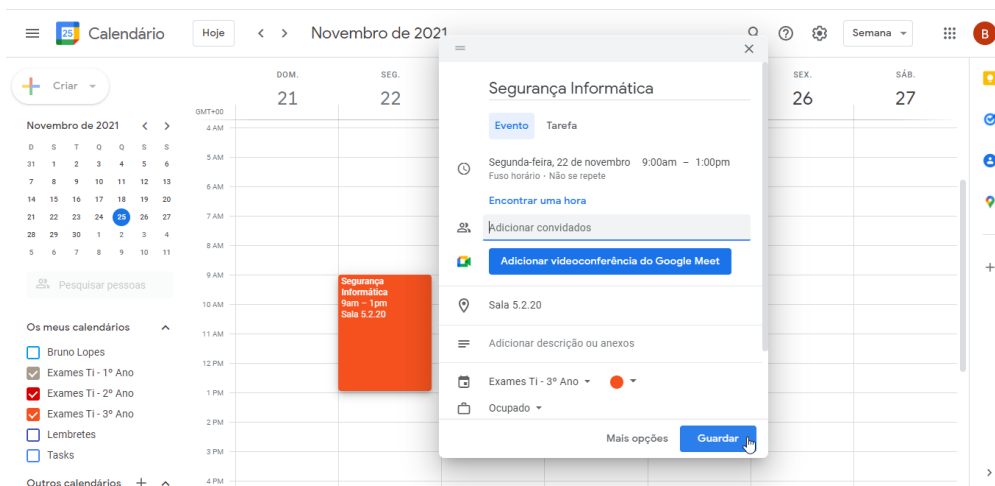 25 Calendário Hoje < > Novembro de 2021 Semana B
Criar
Novembro de 2021 < >
D S T Q Q S S
31 1 2 3 4 5 6
7 8 9 10 11 12 13
14 15 16 17 18 19 20
21 22 23 24 25 26 27
28 29 30 1 2 3 4
5 6 7 8 9 10 11
Pesquisar pessoas
Os meus calendários
Bruno Lopes
Exames Ti - 1º Ano
Exames Ti - 2º Ano
Exames Ti - 3º Ano
Lembretes
Tasks
Outros calendários +
DOM. SEG. SEX. SÁB.
21 22 26 27
GMT+00
4 AM
5 AM
6 AM
7 AM
8 AM
9 AM
10 AM
11 AM
12 PM
1 PM
2 PM
3 PM
4 PM
Segurança
Informática
9am – 1pm
Sala 5.2.20
Segurança Informática
Evento Tarefa
Segunda-feira, 22 de novembro 9:00am – 1:00pm
Fuso horário · Não se repete
Encontrar uma hora
Adicionar convidados
Adicionar videoconferência do Google Meet
Sala 5.2.20
Adicionar descrição ou anexos
Exames Ti - 3º Ano
Ocupado
Mais opções Guardar